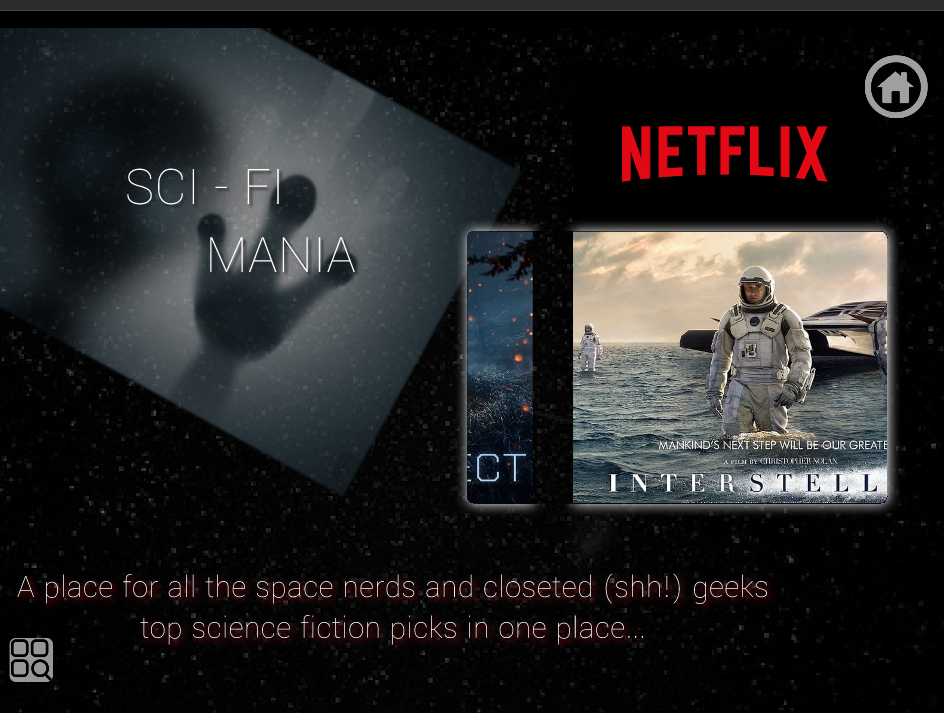 SCI - FI
MANIA
NETFLIX
ECT
MANKIND'S NEXT STEP WILL BE OUR GREATE
A FILM BY CHRISTOPHER NOLAN
INTERSTELL
A place for all the space nerds and closeted (shh!) geeks
top science fiction picks in one place...